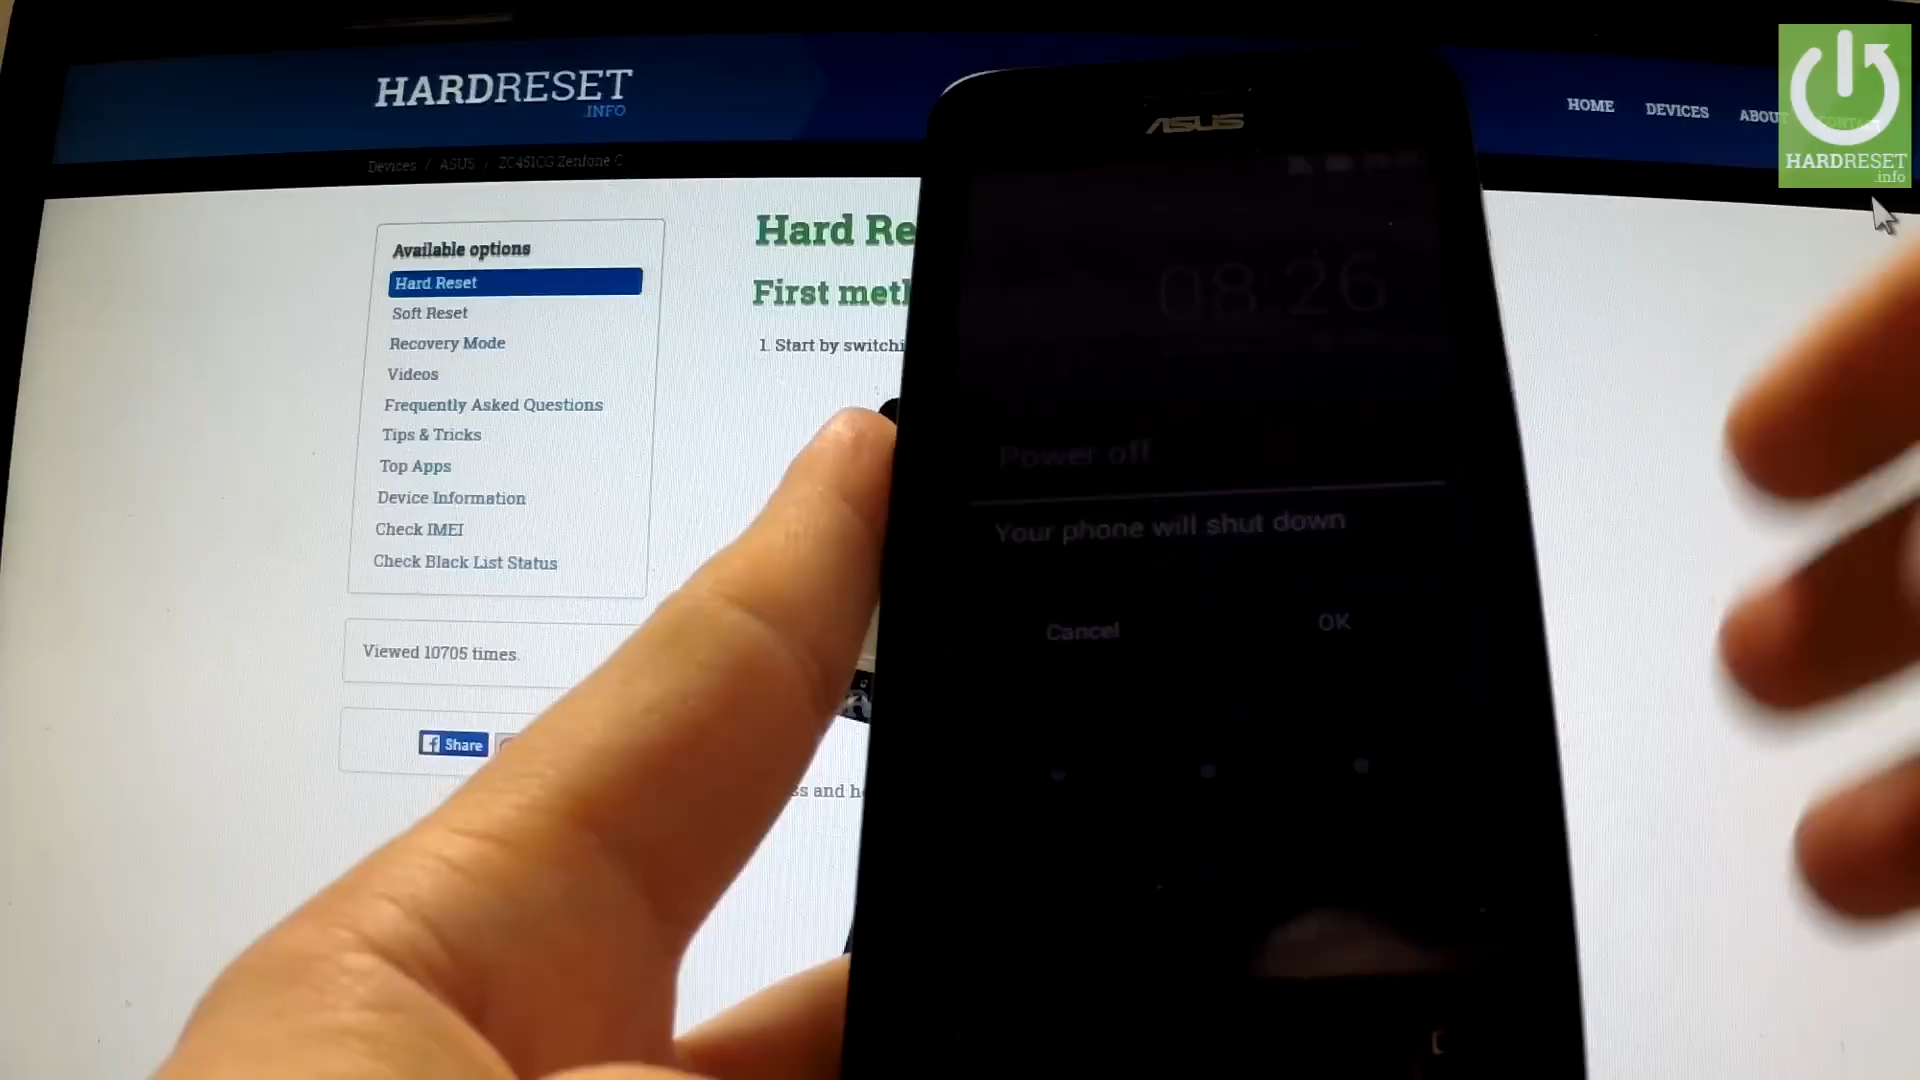 HARDRESET
.INFO
HOME DEVICES ABOUT CONTACT
HARDRESET
.info
Devices / ASUS / ZC451CG Zenfone C
Available options
Hard Reset
Soft Reset
Recovery Mode
Videos
Frequently Asked Questions
Tips & Tricks
Top Apps
Device Information
Check IMEI
Check Black List Status
Viewed 10705 times.
Share
Hard Re
First met
1. Start by switchi
ss and h
ASUS
08:26
Power off
Your phone will shut down
Cancel OK